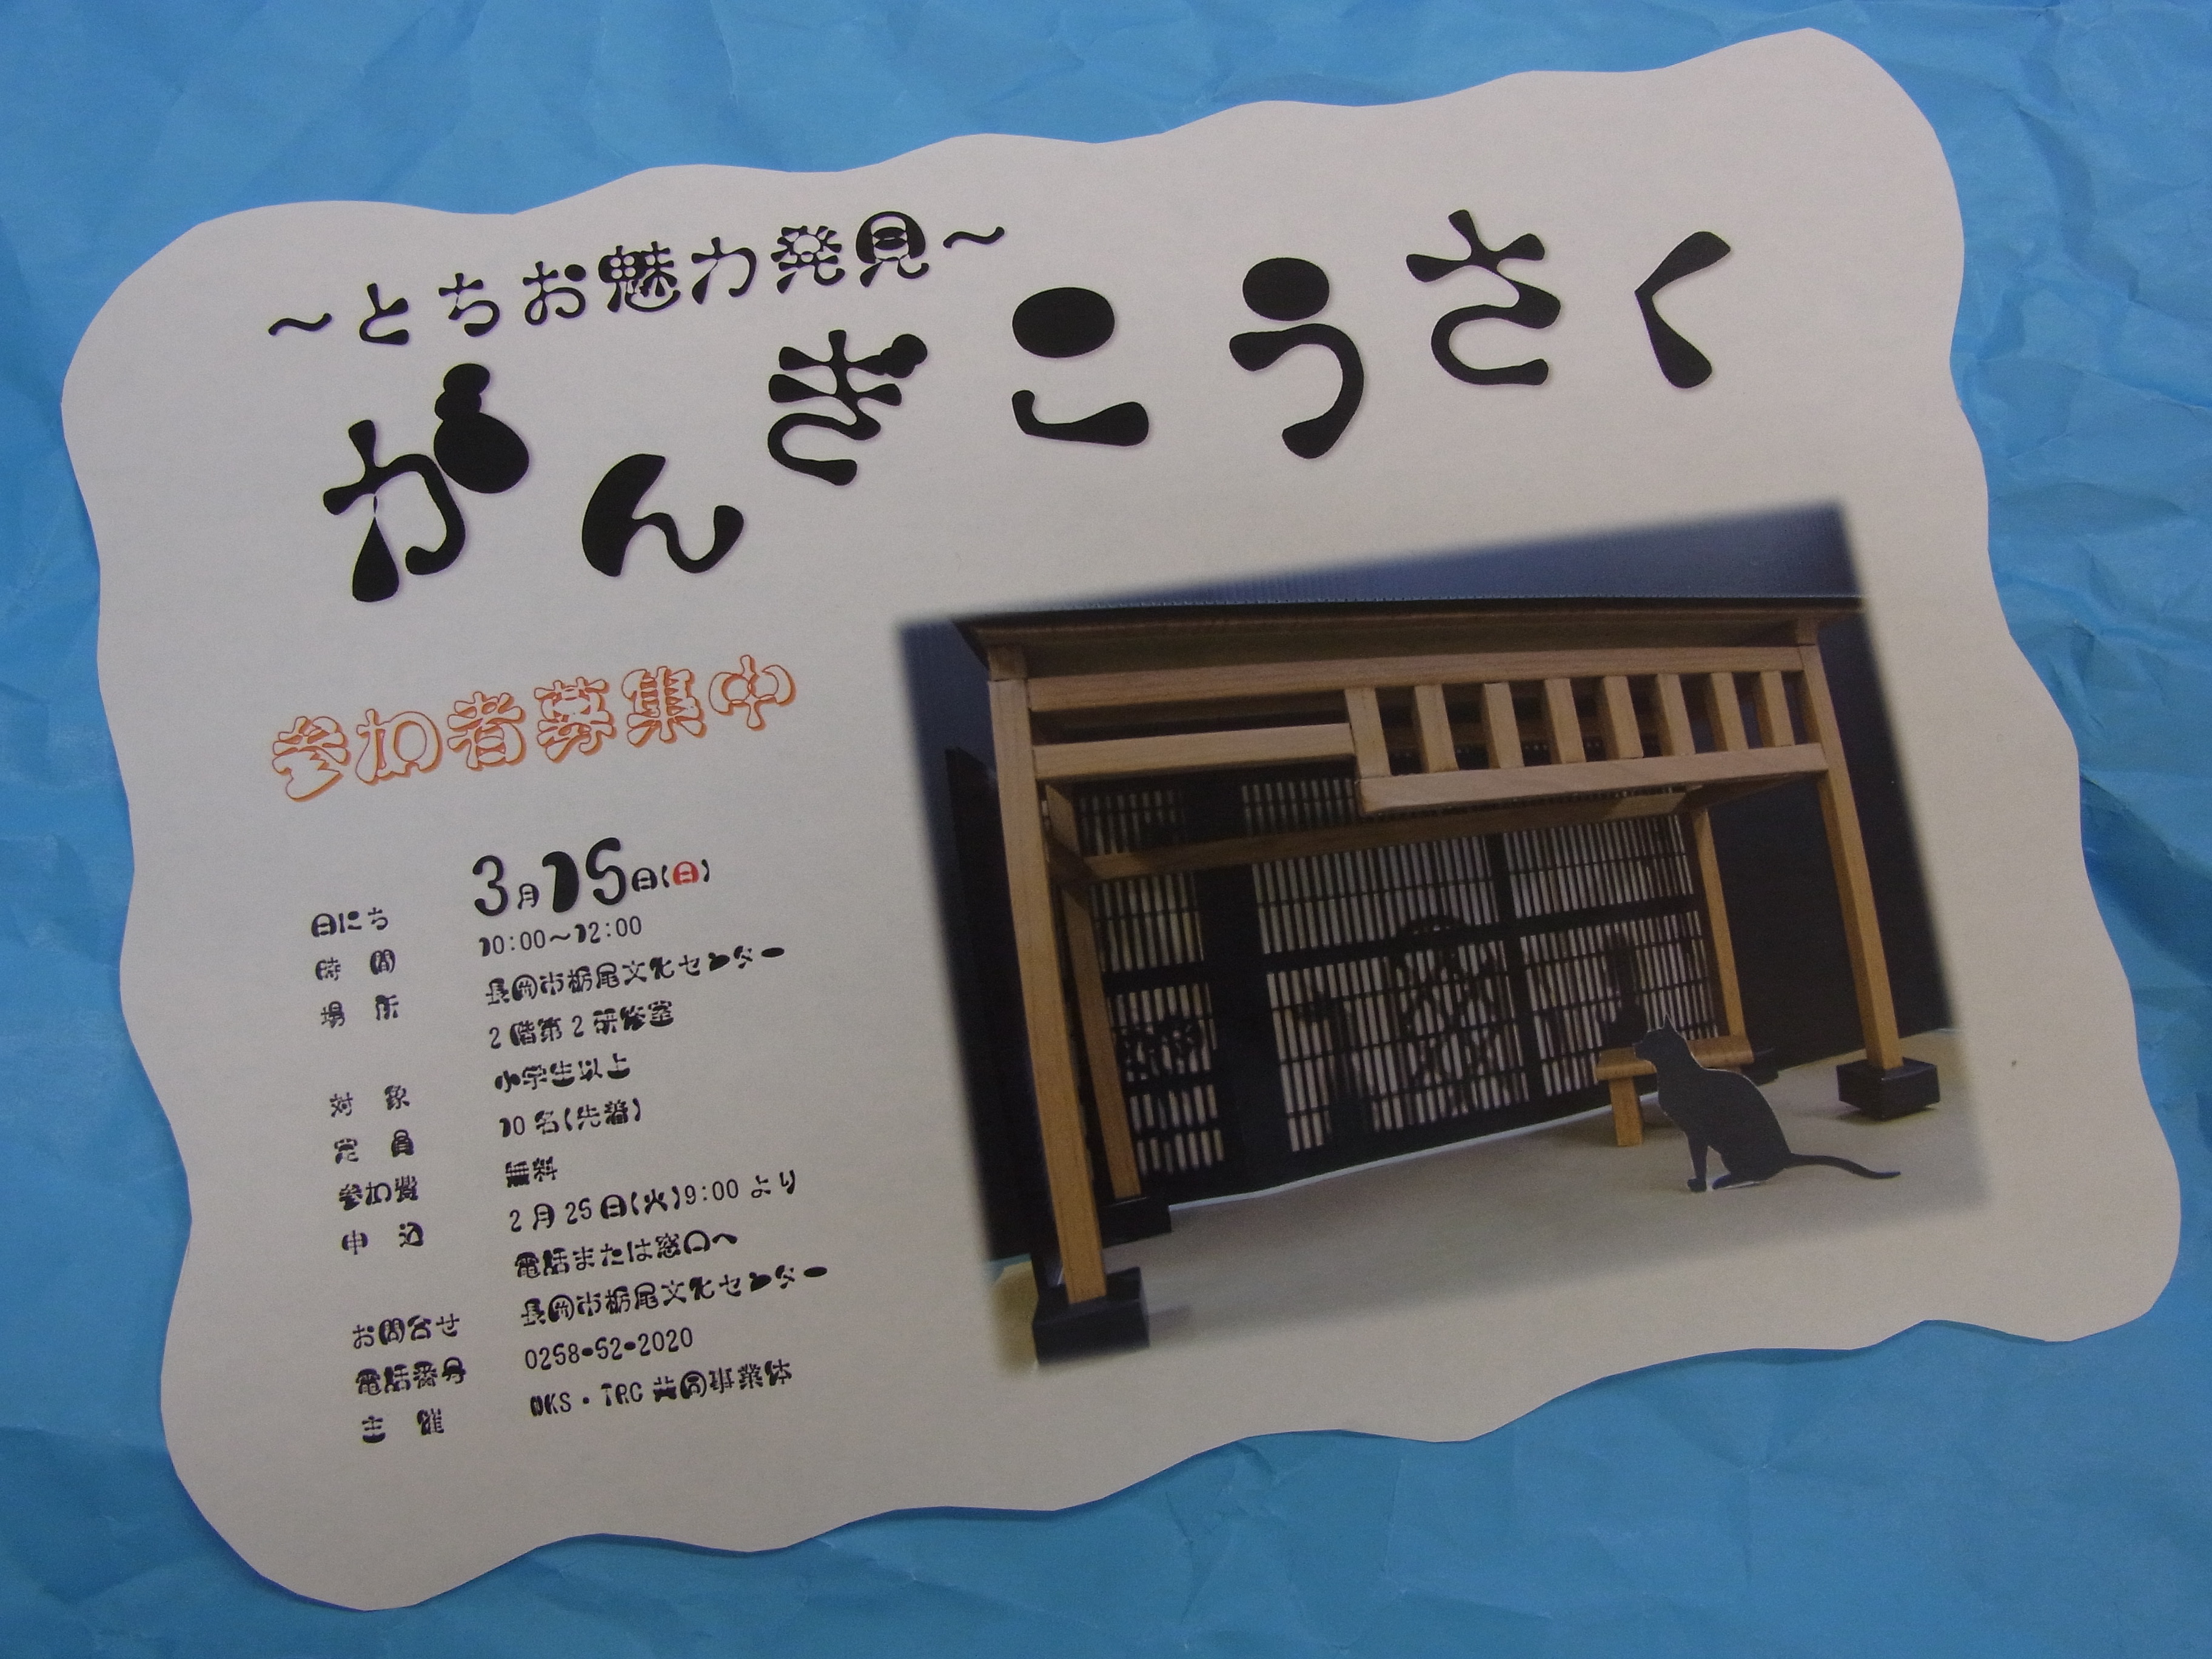 ～とちお魅力発見～
がんぎこうさく
参加者募集中
日にち 3月15日(日)
時間 10:00～12:00
場所 長岡市栃尾文化センター
2階第2研修室
対象 小学生以上
定員 10名(先着)
参加費 無料
申込 2月25日(火)9:00より
電話または窓口へ
お問合せ 長岡市栃尾文化センター
電話番号 0258-52-2020
主催 NKS・TRC共同事業体